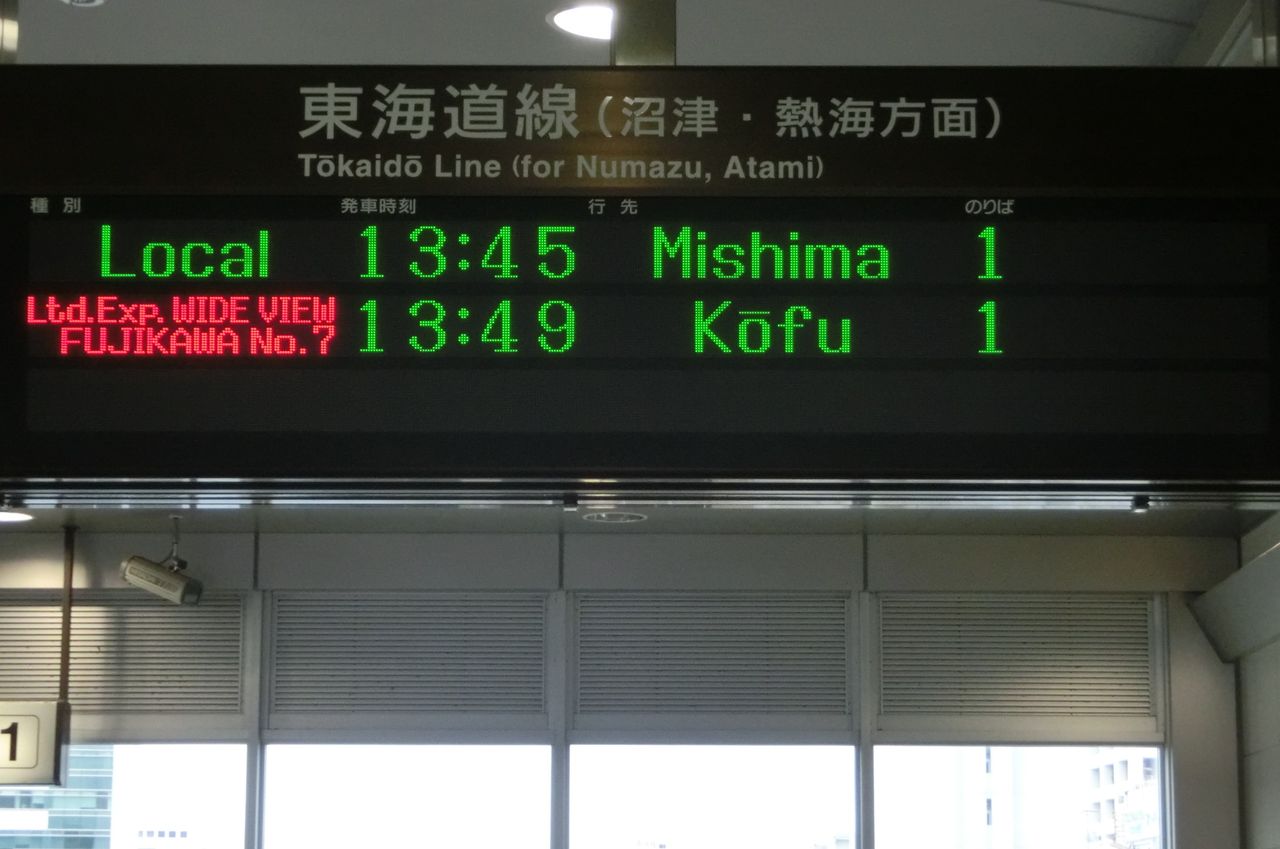 東海道線（沼津・熱海方面）
Tōkaidō Line (for Numazu, Atami)
種別 発車時刻 行先 のりば
Local 13:45 Mishima 1
Ltd.Exp. WIDE VIEW
FUJIKAWA No.7 13:49 Kōfu 1
1